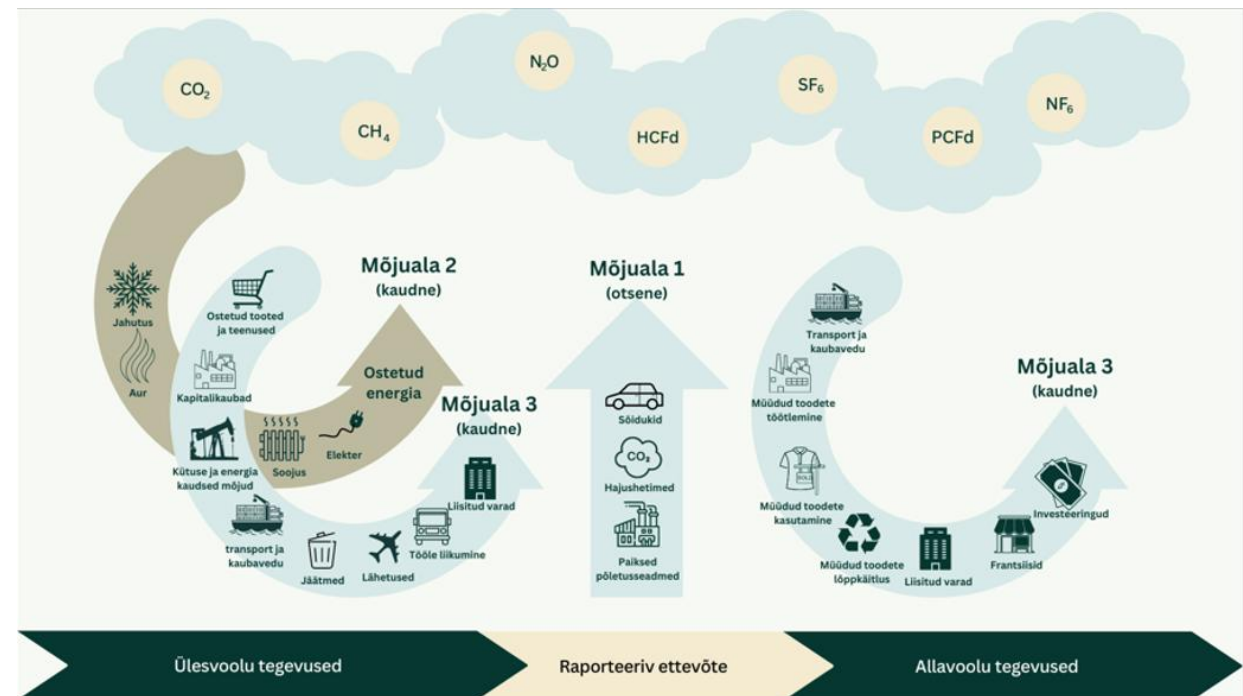 CO₂
CH₄
N₂O
HCFd
SF₆
PCFd
NF₆
Mõjuala 2
(kaudne)
Jahutus
Aur
Soojus
Elekter
Ostetud
energia
Ostetud tooted
ja teenused
Kapitalikaubad
Kütuse ja energia
kaudsed mõjud
transport ja
kaubavedu
Jäätmed
Lähetused
Tööle liikumine
Liisitud varad
Mõjuala 3
(kaudne)
Mõjuala 1
(otsene)
Sõidukid
CO₂
Hajusheitmed
Paiksed
põletusseadmed
Transport ja
kaubavedu
Müüdud toodete
töötlemine
SOLD
Müüdud toodete
kasutamine
Müüdud toodete
lõppkäitlus
Liisitud varad
Frantsiisid
Investeeringud
Mõjuala 3
(kaudne)
Ülesvoolu tegevused
Raporteeriv ettevõte
Allavoolu tegevused